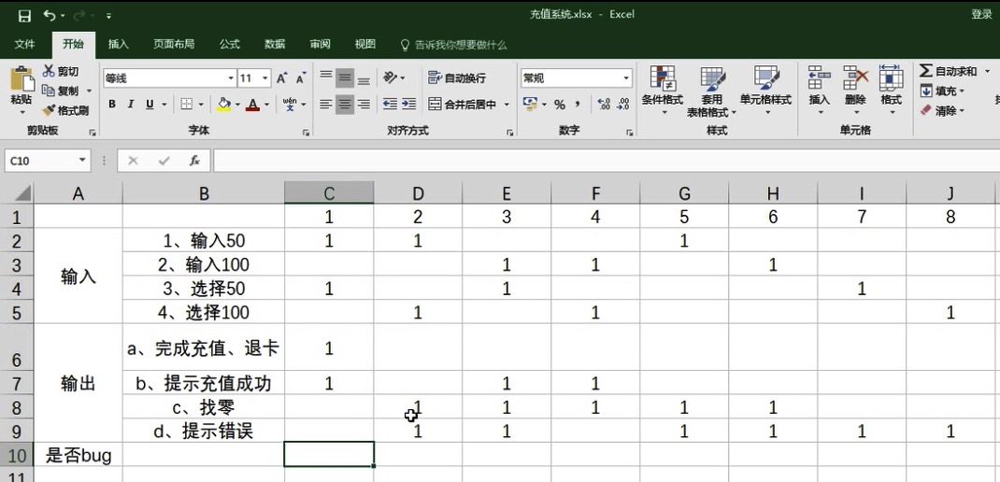 充值系统.xlsx - Excel
登录
文件 开始 插入 页面布局 公式 数据 审阅 视图 告诉我你想要做什么
粘贴 剪切 复制 格式刷 剪贴板
等线 11
B I U wén
字体
自动换行
合并后居中
对齐方式
常规
% , .0 .00 .00 .0
数字
条件格式 套用 表格格式 单元格样式
样式
插入 删除 格式
单元格
自动求和
填充
清除
C10 fx
A B C D E F G H I J
1 1 2 3 4 5 6 7 8
2 1、输入50 1 1 1
输入
3 2、输入100 1 1 1
4 3、选择50 1 1 1
5 4、选择100 1 1 1
6 a、完成充值、退卡 1
输出
7 b、提示充值成功 1 1 1
8 c、找零 1 1 1 1 1
9 d、提示错误 1 1 1 1 1 1
10 是否bug
11